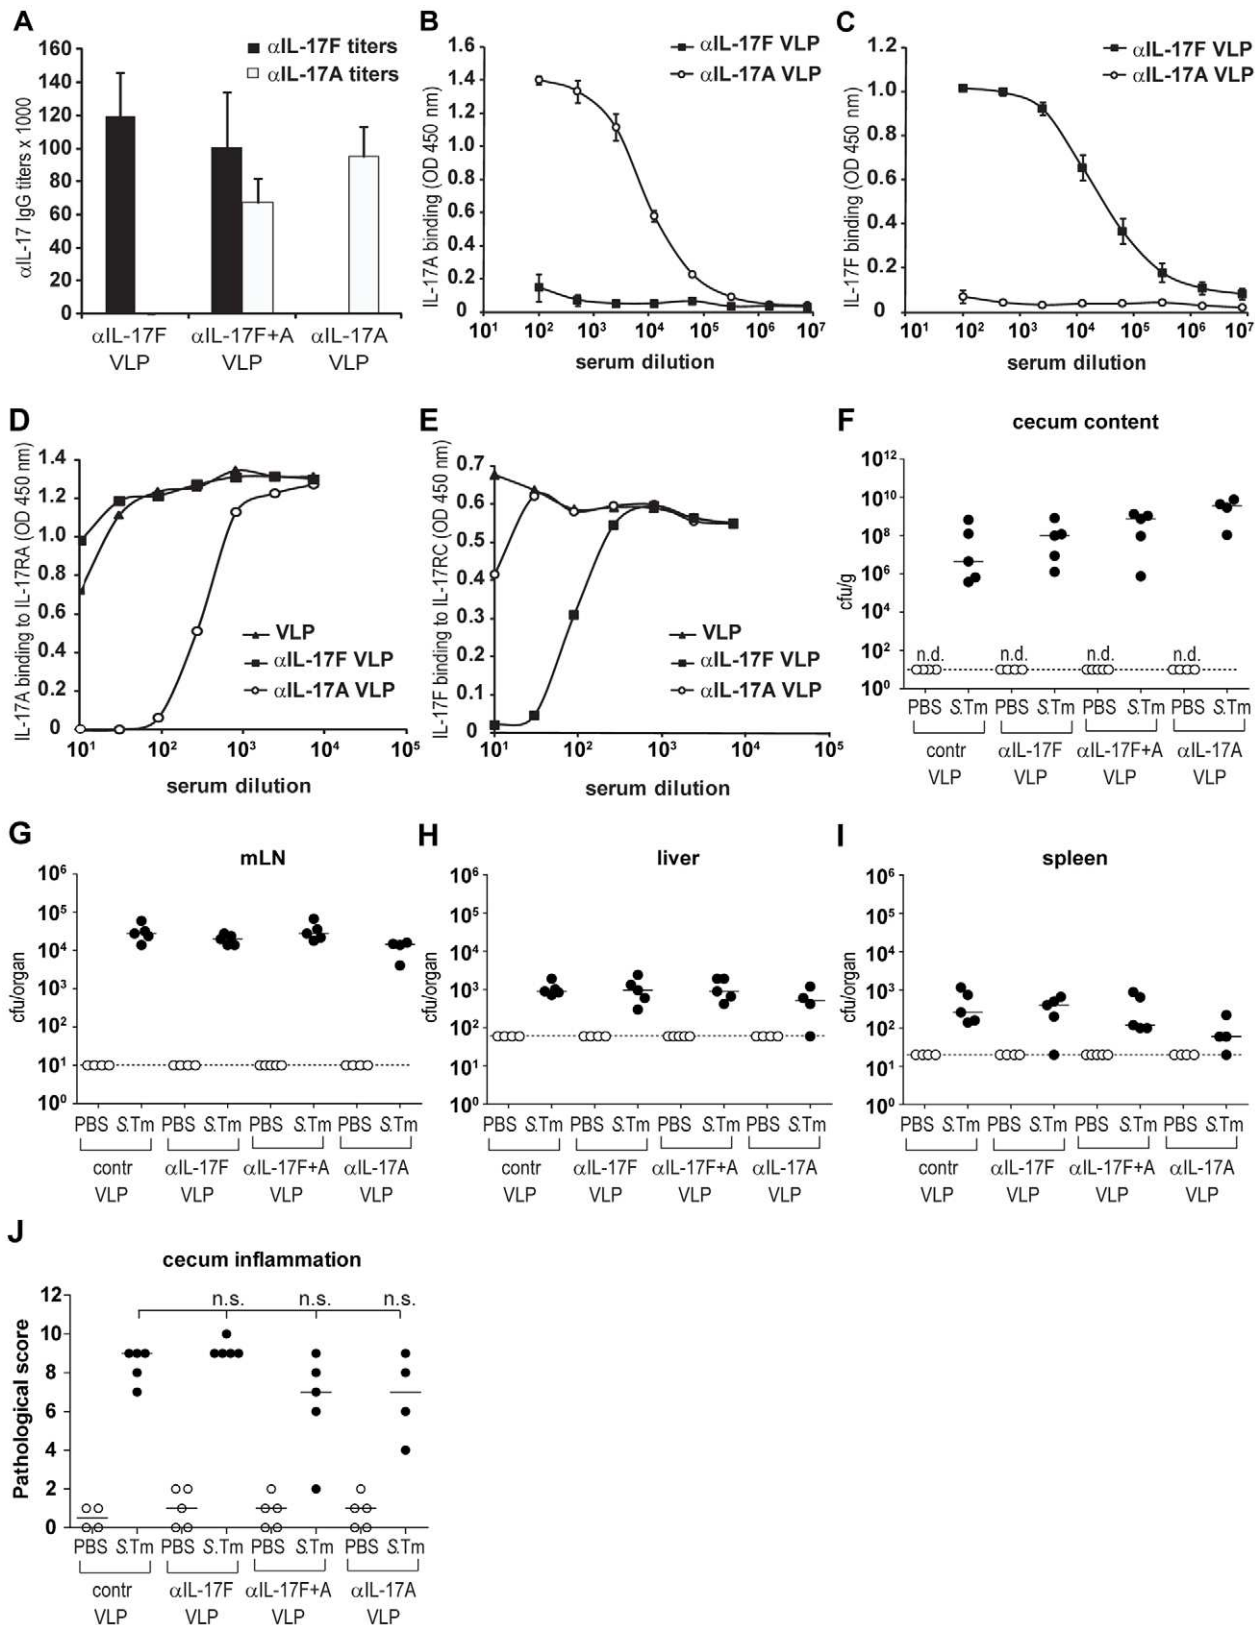 A
αIL-17 IgG titers x 1000
160
140
120
100
80
60
40
20
0
αIL-17F titers
αIL-17A titers
αIL-17F αIL-17F+A αIL-17A
VLP VLP VLP
B
IL-17A binding (OD 450 nm)
1.6
1.4
1.2
1.0
0.8
0.6
0.4
0.2
0
αIL-17F VLP
αIL-17A VLP
10¹ 10² 10³ 10⁴ 10⁵ 10⁶ 10⁷
serum dilution
C
IL-17F binding (OD 450 nm)
1.2
1.0
0.8
0.6
0.4
0.2
0
αIL-17F VLP
αIL-17A VLP
10¹ 10² 10³ 10⁴ 10⁵ 10⁶ 10⁷
serum dilution
D
IL-17A binding to IL-17RA (OD 450 nm)
1.4
1.2
1.0
0.8
0.6
0.4
0.2
0
VLP
αIL-17F VLP
αIL-17A VLP
10¹ 10² 10³ 10⁴ 10⁵
serum dilution
E
IL-17F binding to IL-17RC (OD 450 nm)
0.7
0.6
0.5
0.4
0.3
0.2
0.1
0
VLP
αIL-17F VLP
αIL-17A VLP
10¹ 10² 10³ 10⁴ 10⁵
serum dilution
F
cecum content
cfu/g
10¹²
10¹⁰
10⁸
10⁶
10⁴
10²
10⁰
n.d. n.d. n.d. n.d.
PBS S.Tm PBS S.Tm PBS S.Tm PBS S.Tm
contr αIL-17F αIL-17F+A αIL-17A
VLP VLP VLP VLP
G
mLN
cfu/organ
10⁶
10⁵
10⁴
10³
10²
10¹
10⁰
PBS S.Tm PBS S.Tm PBS S.Tm PBS S.Tm
contr αIL-17F αIL-17F+A αIL-17A
VLP VLP VLP VLP
H
liver
cfu/organ
10⁶
10⁵
10⁴
10³
10²
10¹
10⁰
PBS S.Tm PBS S.Tm PBS S.Tm PBS S.Tm
contr αIL-17F αIL-17F+A αIL-17A
VLP VLP VLP VLP
I
spleen
cfu/organ
10⁶
10⁵
10⁴
10³
10²
10¹
10⁰
PBS S.Tm PBS S.Tm PBS S.Tm PBS S.Tm
contr αIL-17F αIL-17F+A αIL-17A
VLP VLP VLP VLP
J
cecum inflammation
Pathological score
12
10
8
6
4
2
0
n.s. n.s. n.s.
PBS S.Tm PBS S.Tm PBS S.Tm PBS S.Tm
contr αIL-17F αIL-17F+A αIL-17A
VLP VLP VLP VLP